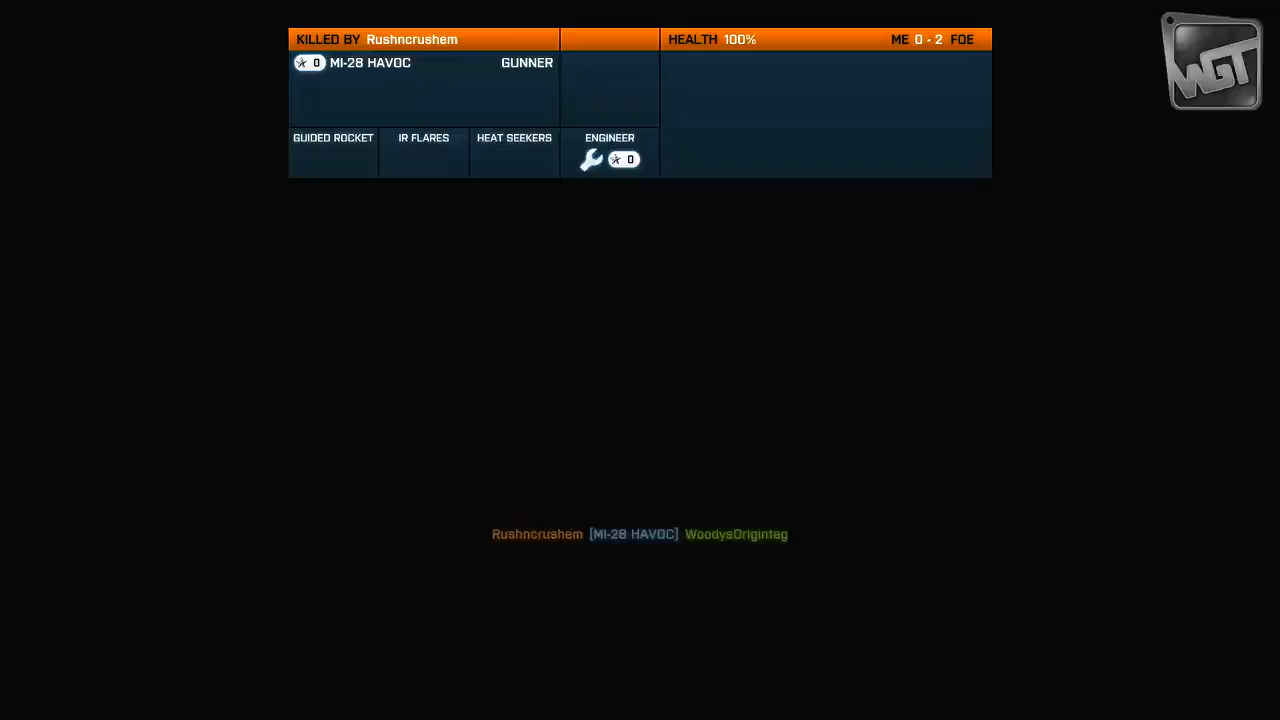 KILLED BY Rushncrushem HEALTH 100% ME 0 - 2 FOE
0 MI-28 HAVOC GUNNER
GUIDED ROCKET IR FLARES HEAT SEEKERS ENGINEER
0
Rushncrushem [MI-28 HAVOC] WoodysOrigintag
WGT